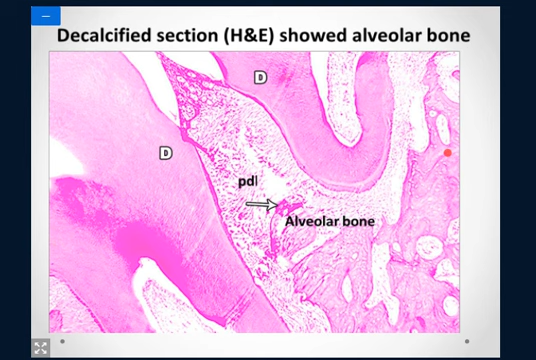 Decalcified section (H&E) showed alveolar bone
D
D
pdl
Alveolar bone